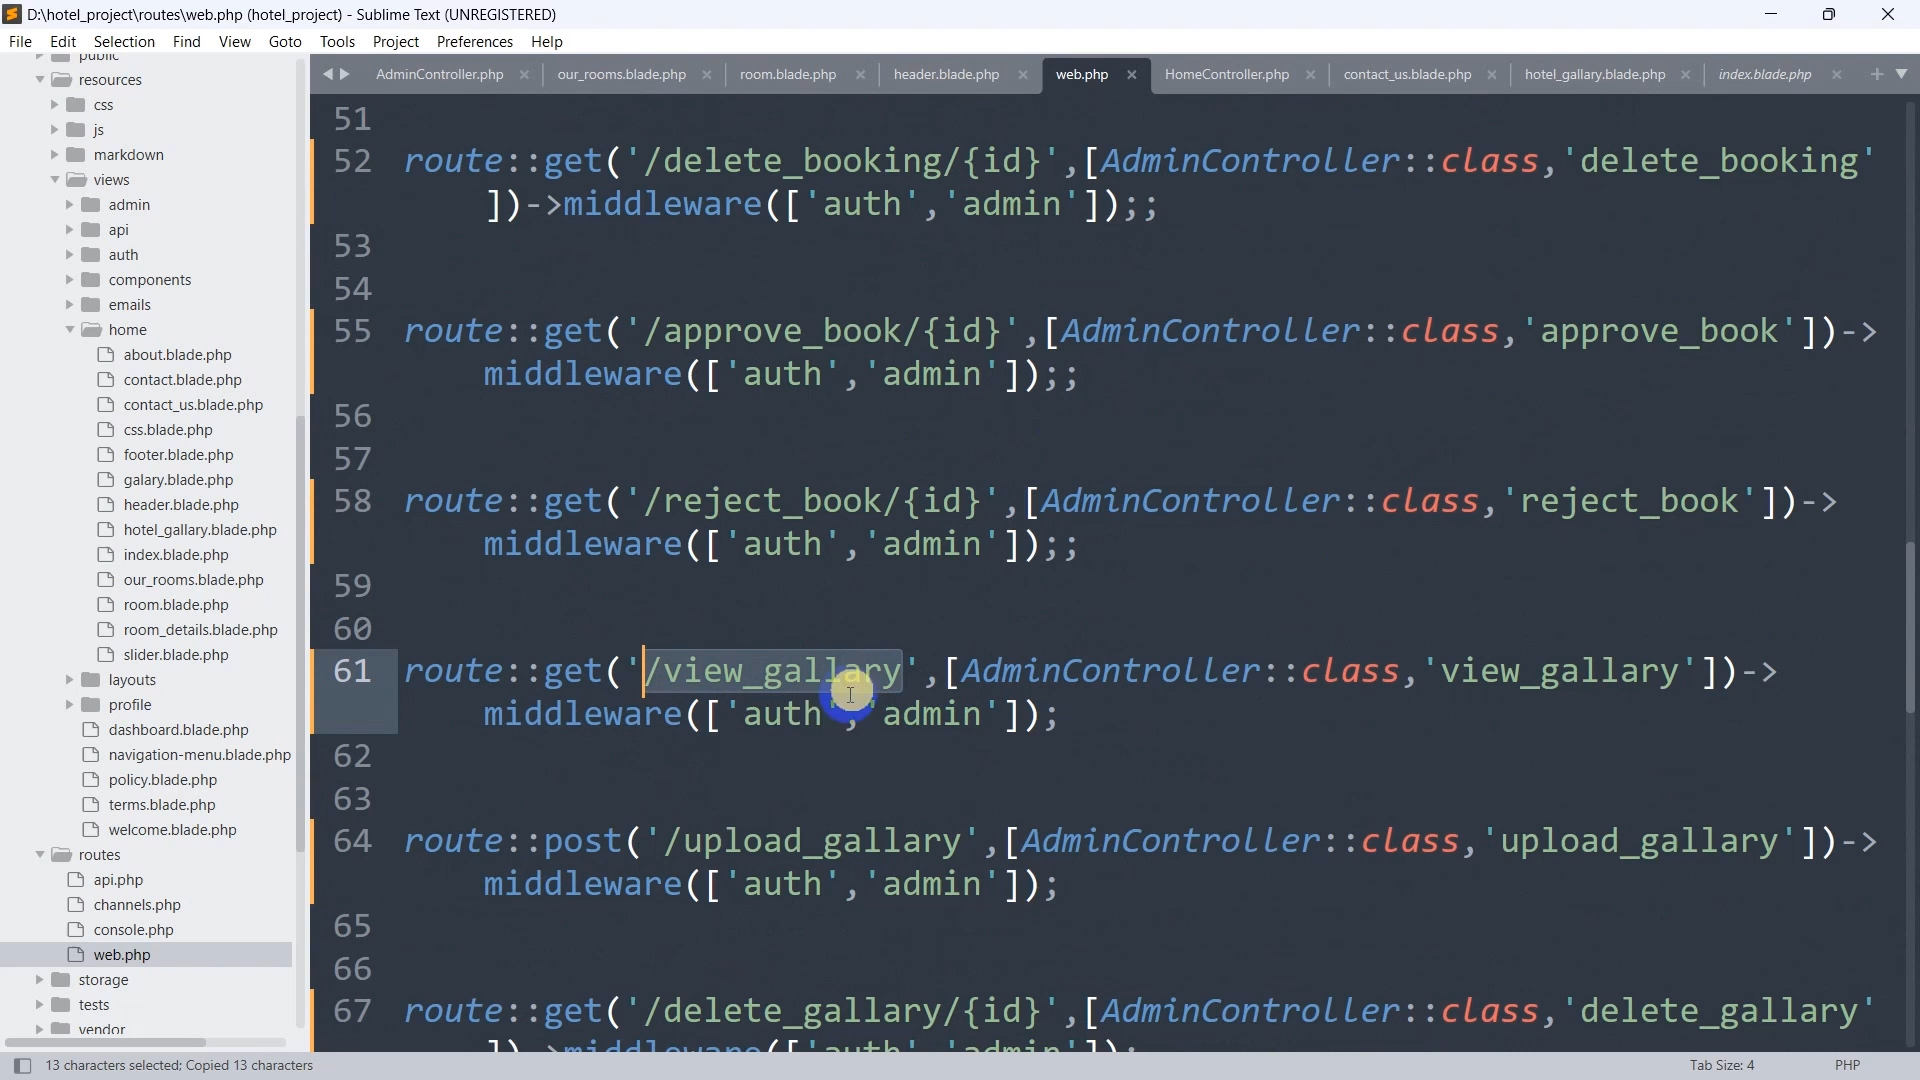 D:\hotel_project\routes\web.php (hotel_project) - Sublime Text (UNREGISTERED)
File Edit Selection Find View Goto Tools Project Preferences Help
AdminController.php our_rooms.blade.php room.blade.php header.blade.php web.php HomeController.php contact_us.blade.php hotel_gallary.blade.php index.blade.php
public
resources
css
js
markdown
views
admin
api
auth
components
emails
home
about.blade.php
contact.blade.php
contact_us.blade.php
css.blade.php
footer.blade.php
galary.blade.php
header.blade.php
hotel_gallary.blade.php
index.blade.php
our_rooms.blade.php
room.blade.php
room_details.blade.php
slider.blade.php
layouts
profile
dashboard.blade.php
navigation-menu.blade.php
policy.blade.php
terms.blade.php
welcome.blade.php
routes
api.php
channels.php
console.php
web.php
storage
tests
vendor
51
52 route::get('/delete_booking/{id}',[AdminController::class,'delete_booking'
])->middleware(['auth','admin']);;
53
54
55 route::get('/approve_book/{id}',[AdminController::class,'approve_book'])->
middleware(['auth','admin']);;
56
57
58 route::get('/reject_book/{id}',[AdminController::class,'reject_book'])->
middleware(['auth','admin']);;
59
60
61 route::get('/view_gallary',[AdminController::class,'view_gallary'])->
middleware(['auth','admin']);
62
63
64 route::post('/upload_gallary',[AdminController::class,'upload_gallary'])->
middleware(['auth','admin']);
65
66
67 route::get('/delete_gallary/{id}',[AdminController::class,'delete_gallary'
])->middleware(['auth','admin']);
13 characters selected; Copied 13 characters
Tab Size: 4 PHP